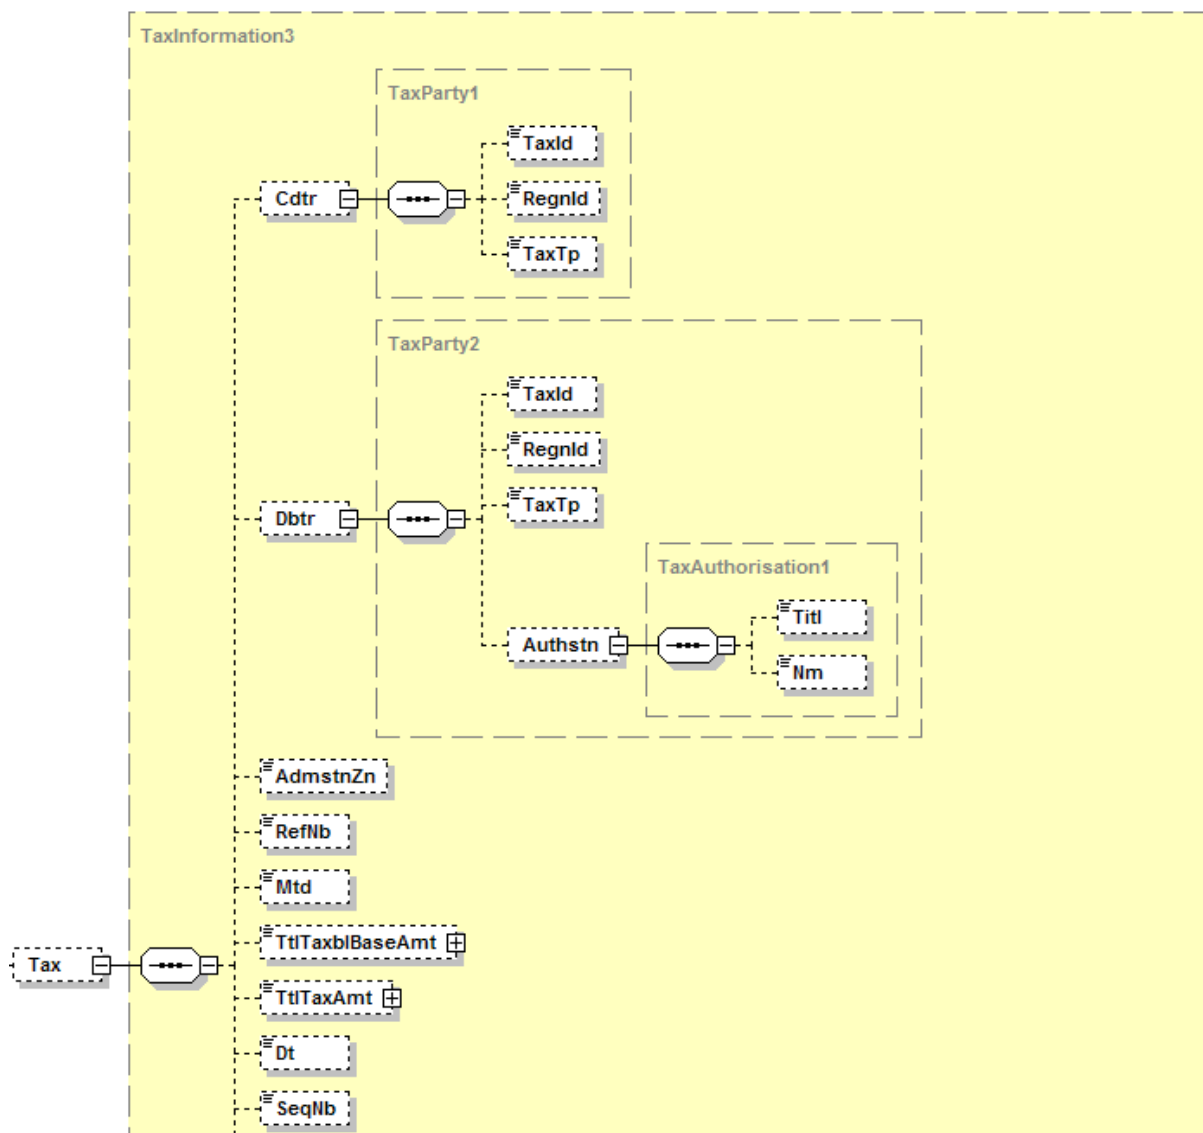 TaxInformation3
TaxParty1
TaxId
Cdtr
RegnId
TaxTp
TaxParty2
TaxId
RegnId
Dbtr
TaxTp
TaxAuthorisation1
Titl
Authstn
Nm
AdmstnZn
RefNb
Mtd
TtlTaxblBaseAmt
Tax
TtlTaxAmt
Dt
SeqNb